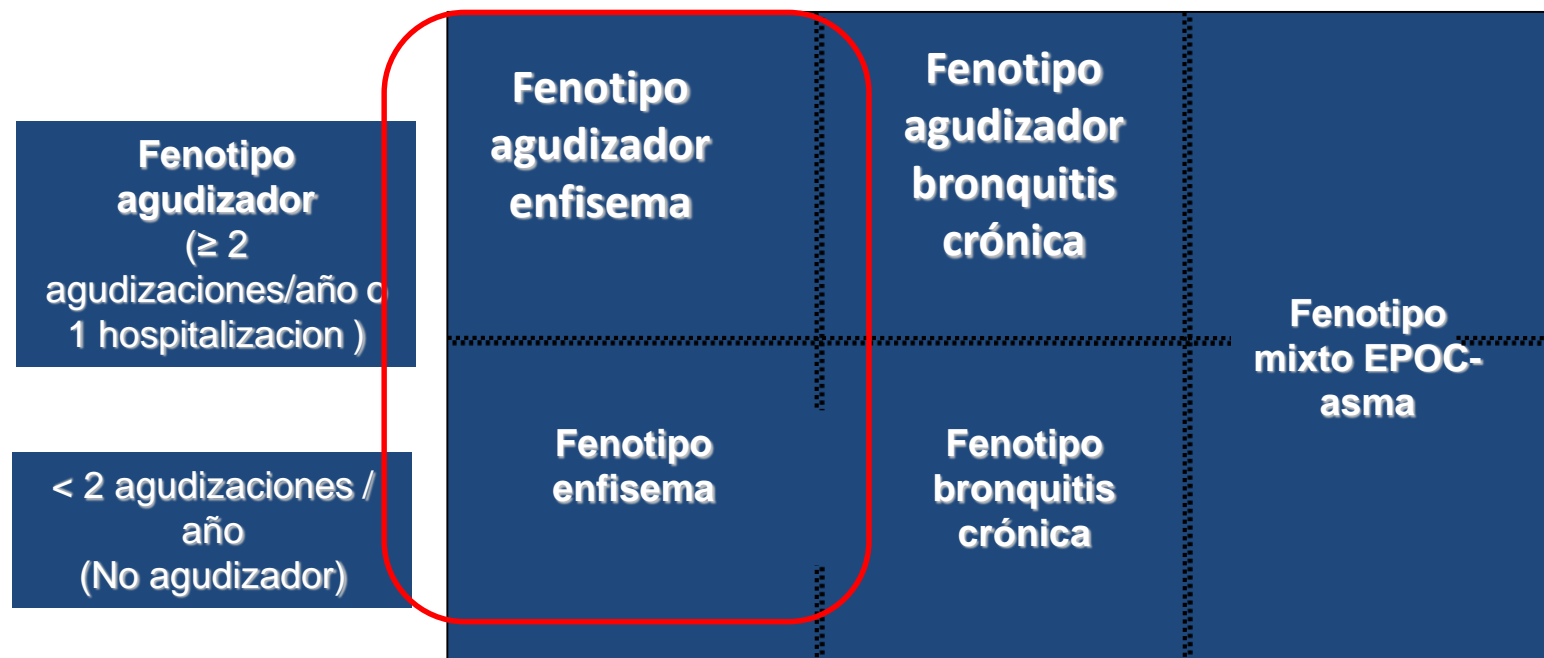 Fenotipo
agudizador
(≥ 2
agudizaciones/año o
1 hospitalizacion )
< 2 agudizaciones /
año
(No agudizador)
Fenotipo
agudizador
enfisema
Fenotipo
agudizador
bronquitis
crónica
Fenotipo
enfisema
Fenotipo
bronquitis
crónica
Fenotipo
mixto EPOC-
asma